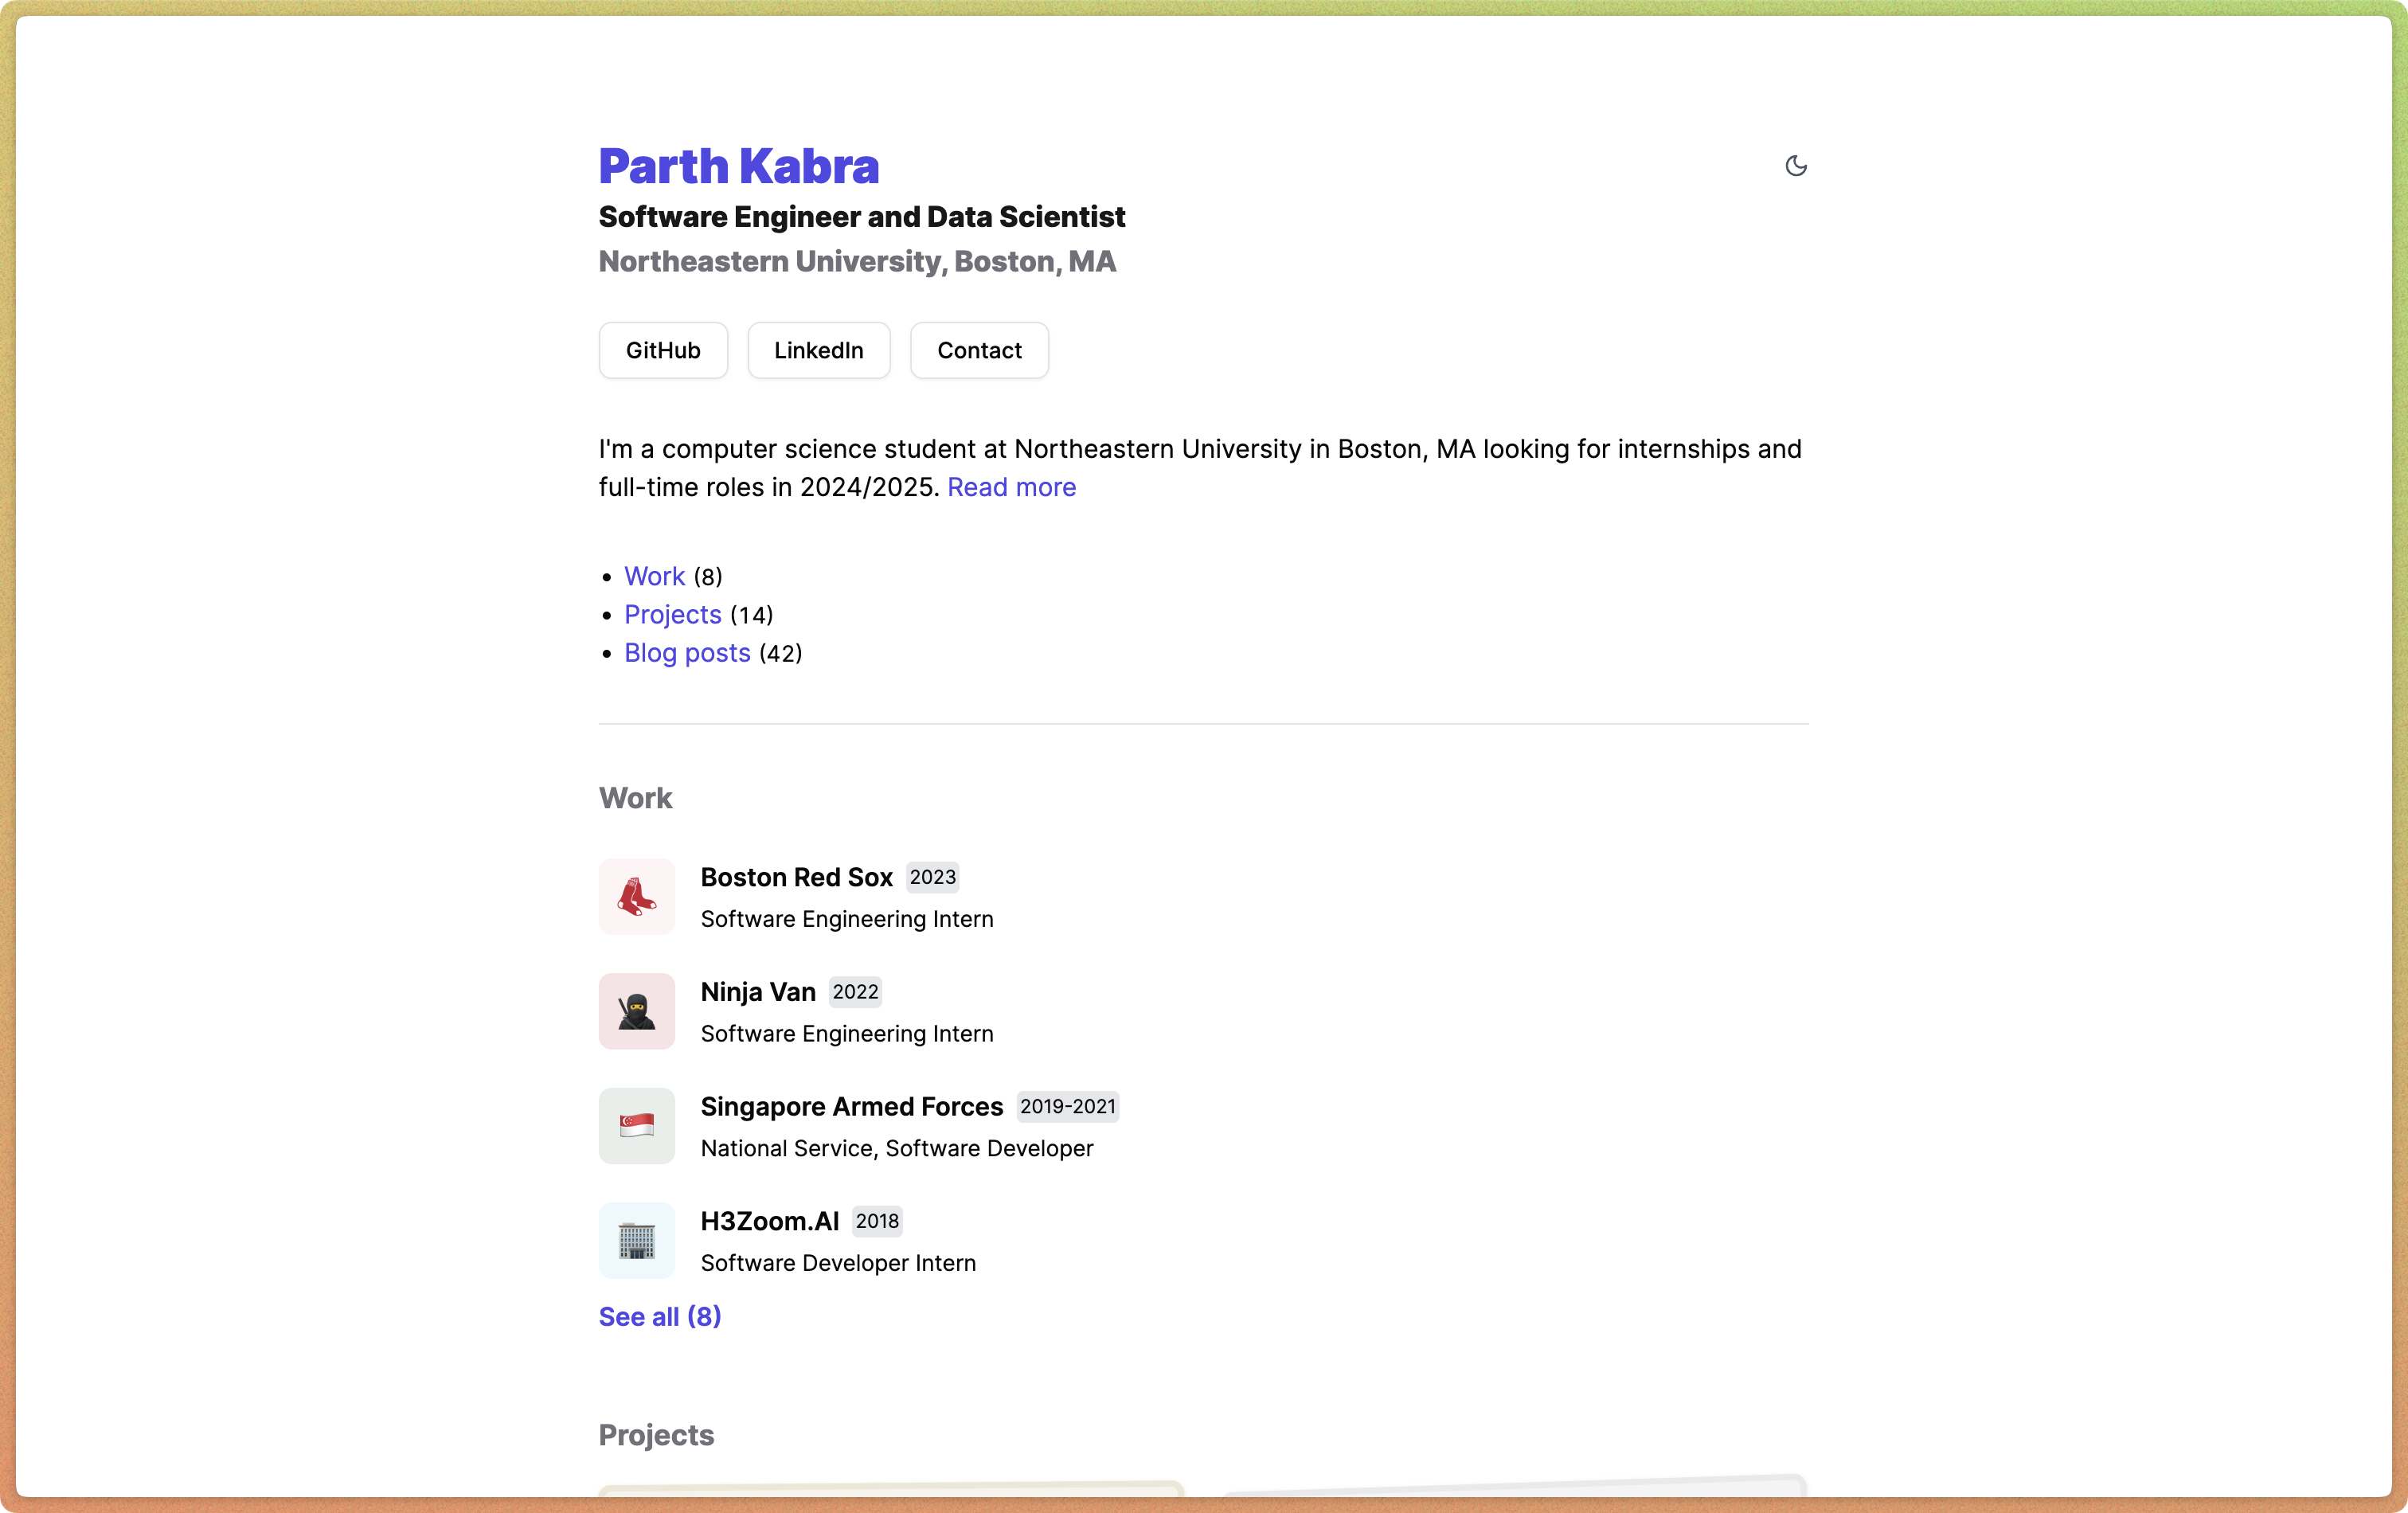 Parth Kabra
Software Engineer and Data Scientist
Northeastern University, Boston, MA
GitHub LinkedIn Contact
I'm a computer science student at Northeastern University in Boston, MA looking for internships and
full-time roles in 2024/2025. Read more
• Work (8)
• Projects (14)
• Blog posts (42)
Work
Boston Red Sox 2023
Software Engineering Intern
Ninja Van 2022
Software Engineering Intern
Singapore Armed Forces 2019-2021
National Service, Software Developer
H3Zoom.AI 2018
Software Developer Intern
See all (8)
Projects